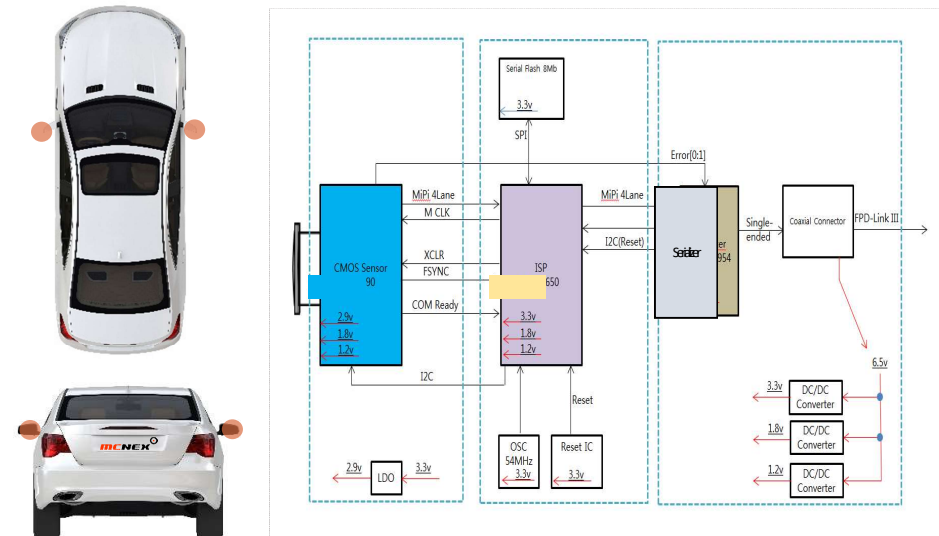 MCNEX
Serial Flash 8Mb
3.3v
SPI
Error[0:1]
MiPi 4Lane
M CLK
XCLR
FSYNC
COM Ready
CMOS Sensor
90
2.9v
1.8v
1.2v
I2C
ISP
650
3.3v
1.8v
1.2v
MiPi 4Lane
I2C(Reset)
Serializer
954
Single-
ended
Coaxial Connector
FPD-Link III
6.5v
3.3v
DC/DC
Converter
1.8v
DC/DC
Converter
1.2v
DC/DC
Converter
Reset
OSC
54MHz
3.3v
Reset IC
3.3v
2.9v
LDO
3.3v